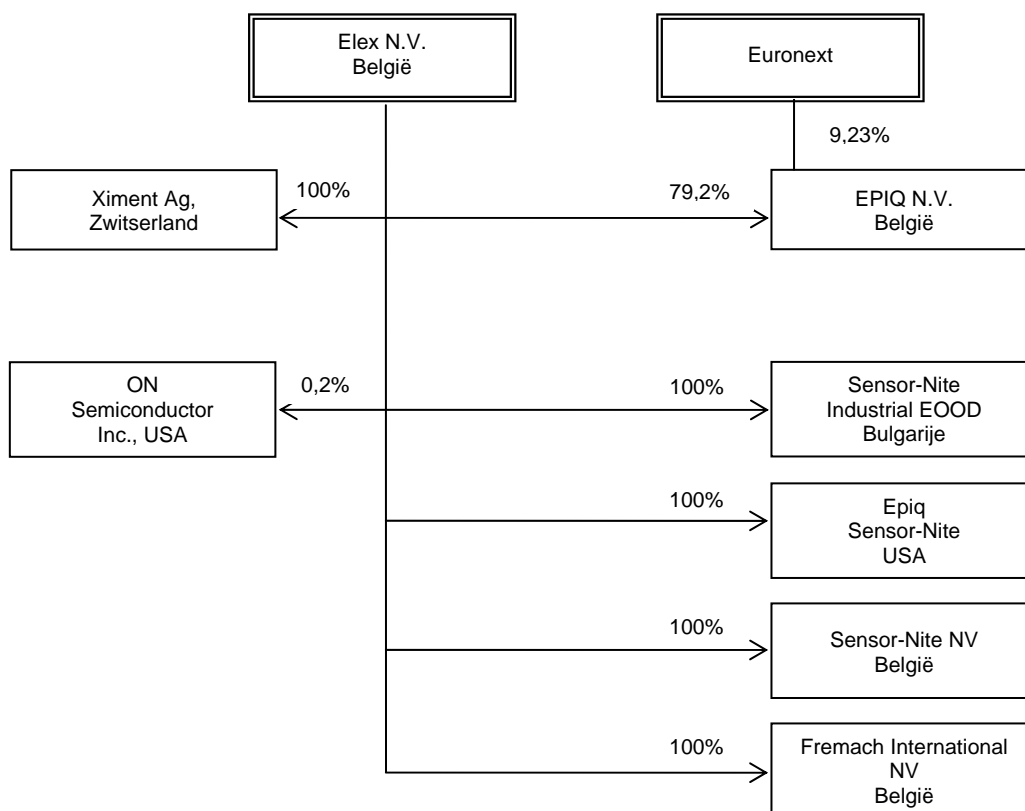 Elex N.V.
België
Euronext
9,23%
Ximent Ag,
Zwitserland
100%
79,2%
EPIQ N.V.
België
ON
Semiconductor
Inc., USA
0,2%
100%
Sensor-Nite
Industrial EOOD
Bulgarije
100%
Epiq
Sensor-Nite
USA
100%
Sensor-Nite NV
België
100%
Fremach International
NV
België